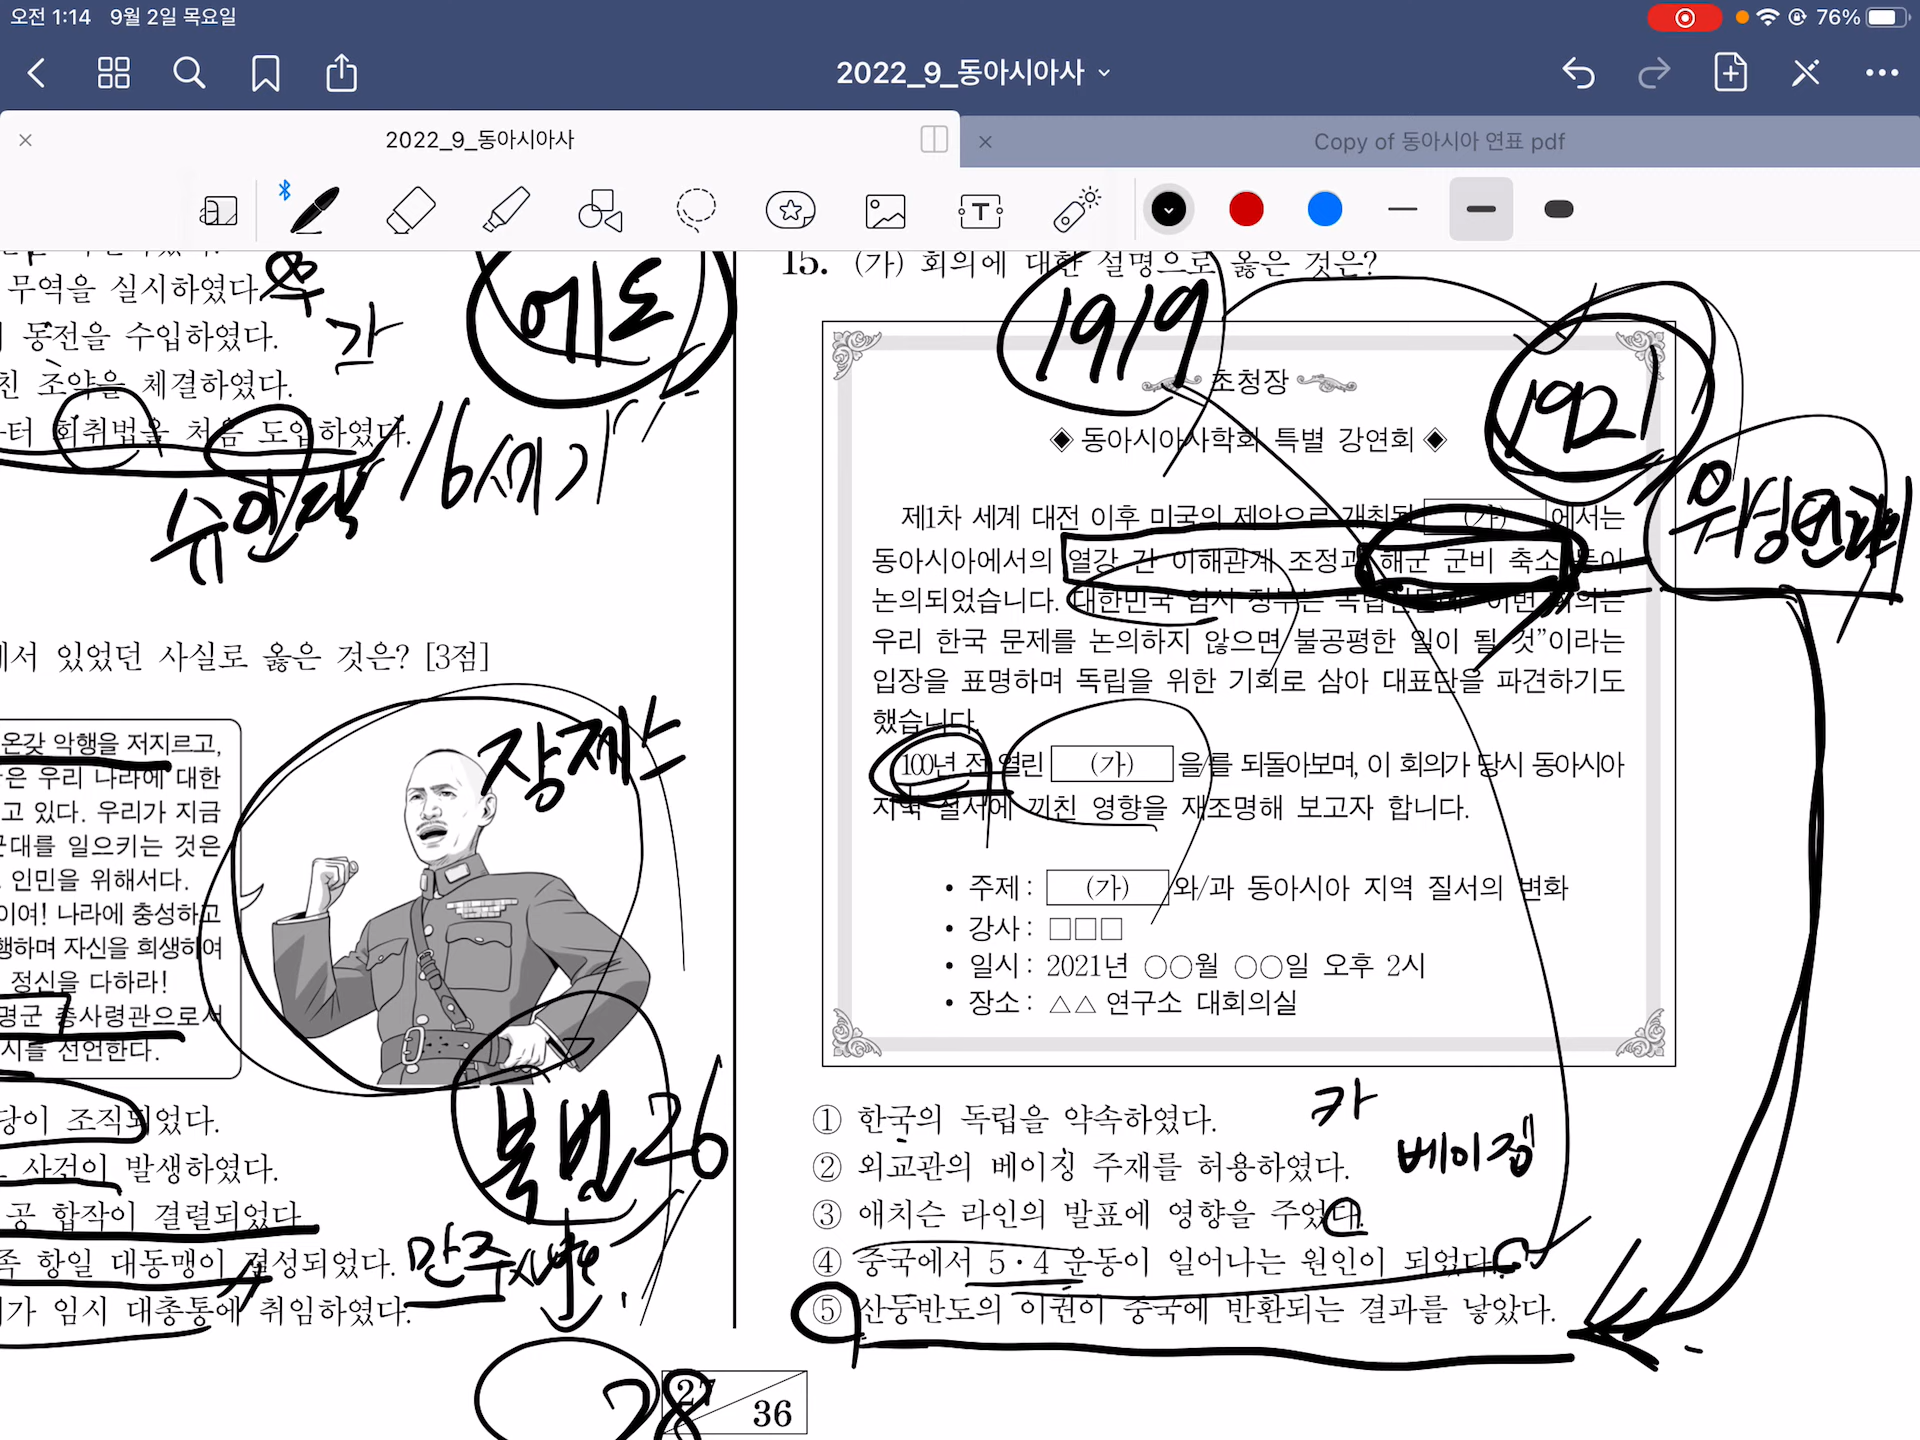 오전 1:14 9월 2일 목요일
76%
2022_9_동아시아사
2022_9_동아시아사
Copy of 동아시아 연표 pdf
무역을 실시하였다.
동전을 수입하였다.
조약을 체결하였다.
회취법을 처음 도입하였다.
간
에도
16세기
서 있었던 사실로 옳은 것은? [3점]
온갖 악행을 저지르고,
은 우리 나라에 대한
고 있다. 우리가 지금
대를 일으키는 것은
인민을 위해서다.
이여! 나라에 충성하고
행하며 자신을 희생하여
정신을 다하라!
명군 총사령관으로서
시를 선언한다.
장제스
당이 조직되었다.
사건이 발생하였다.
공 합작이 결렬되었다.
족 항일 대동맹이 결성되었다.
가 임시 대총통에 취임하였다.
북벌 26
만주사변
28
27
36
15. (가) 회의에 대한 설명으로 옳은 것은?
1919
1921
초청장
◈ 동아시아사학회 특별 강연회 ◈
제1차 세계 대전 이후 미국의 제안으로 개최된 (가) 에서는
동아시아에서의 열강 간 이해관계 조정과 해군 군비 축소 등이
논의되었습니다. 대한민국 임시 정부는 독립신문에 “이번 회의는
우리 한국 문제를 논의하지 않으면 불공평한 일이 될 것”이라는
입장을 표명하며 독립을 위한 기회로 삼아 대표단을 파견하기도
했습니다.
100년 전 열린 (가) 을/를 되돌아보며, 이 회의가 당시 동아시아
지역 질서에 끼친 영향을 재조명해 보고자 합니다.
• 주제 : (가) 와/과 동아시아 지역 질서의 변화
• 강사 : □□□
• 일시 : 2021년 ○○월 ○○일 오후 2시
• 장소 : △△ 연구소 대회의실
카
베이징
① 한국의 독립을 약속하였다.
② 외교관의 베이징 주재를 허용하였다.
③ 애치슨 라인의 발표에 영향을 주었다.
④ 중국에서 5·4 운동이 일어나는 원인이 되었다.
⑤ 산둥반도의 이권이 중국에 반환되는 결과를 낳았다.